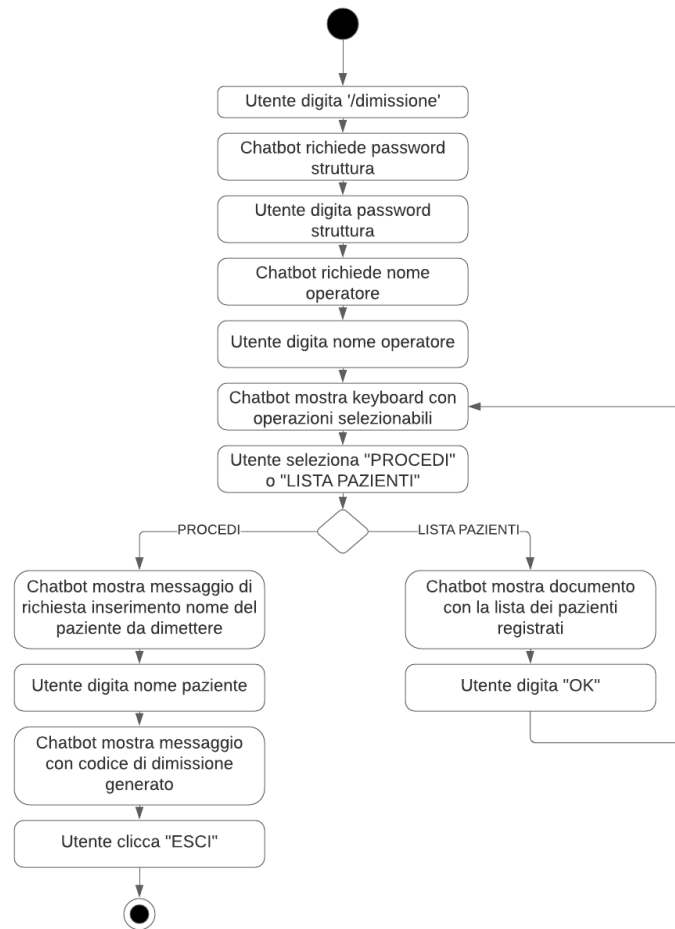 Utente digita '/dimissione'
Chatbot richiede password
struttura
Utente digita password
struttura
Chatbot richiede nome
operatore
Utente digita nome operatore
Chatbot mostra keyboard con
operazioni selezionabili
Utente seleziona "PROCEDI"
o "LISTA PAZIENTI"
PROCEDI
LISTA PAZIENTI
Chatbot mostra messaggio di
richiesta inserimento nome del
paziente da dimettere
Utente digita nome paziente
Chatbot mostra messaggio
con codice di dimissione
generato
Utente clicca "ESCI"
Chatbot mostra documento
con la lista dei pazienti
registrati
Utente digita "OK"